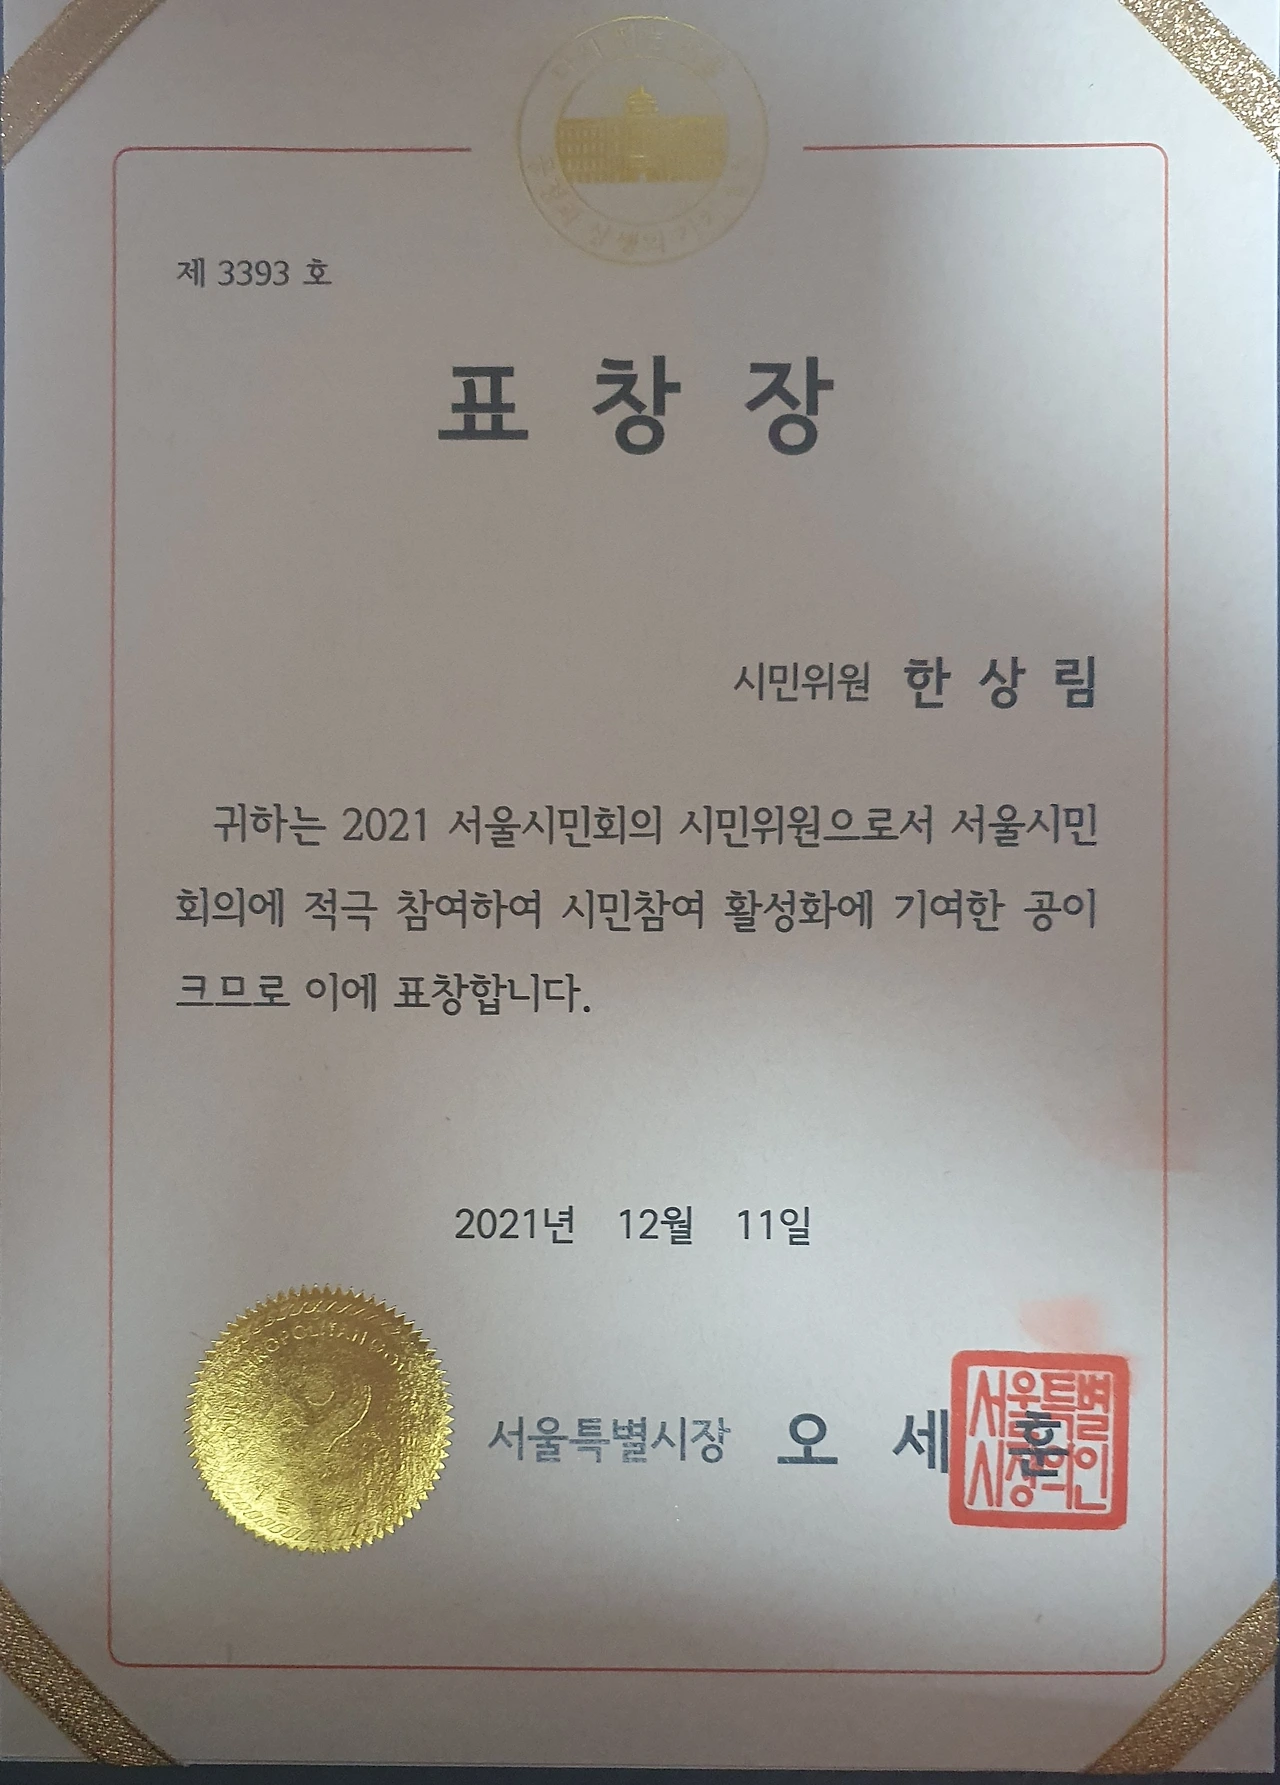 제 3393 호
표 창 장
시민위원 한 상 림
귀하는 2021 서울시민회의 시민위원으로서 서울시민
회의에 적극 참여하여 시민참여 활성화에 기여한 공이
크므로 이에 표창합니다.
2021년 12월 11일
서울특별시장 오 세 훈
서울특별
시장의인